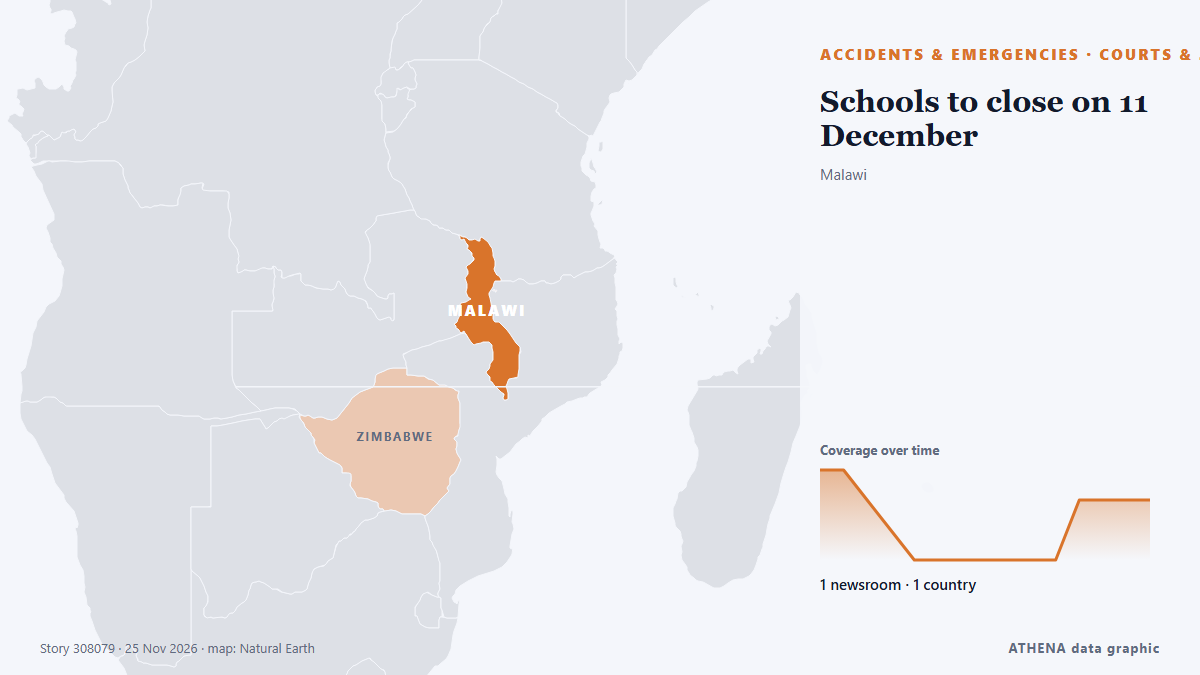 ACCIDENTS & EMERGENCIES · COURTS &
Schools to close on 11
December
Malawi
MALAWI
ZIMBABWE
Coverage over time
1 newsroom · 1 country
Story 308079 · 25 Nov 2026 · map: Natural Earth
ATHENA data graphic